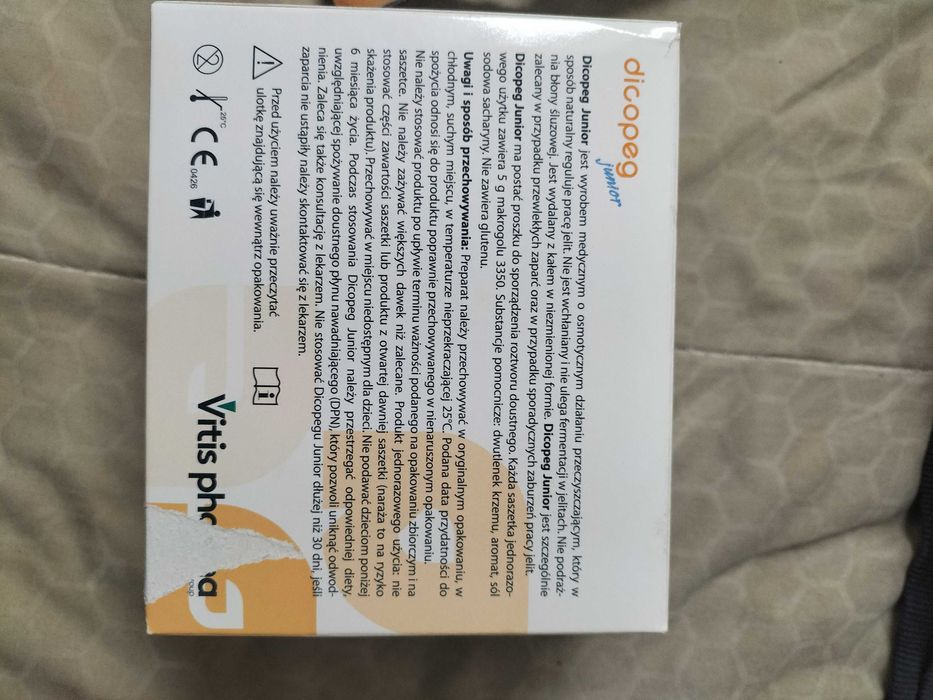 dicopeg
junior
Dicopeg Junior jest wyrobem medycznym o osmotycznym działaniu przeczyszczającym, który w
sposób naturalny reguluje pracę jelit. Nie jest wchłaniany i nie ulega fermentacji w jelitach. Nie podraż-
nia błony śluzowej. Jest wydalany z kałem w niezmienionej formie. Dicopeg Junior jest szczególnie
zalecany w przypadku przewlekłych zaparć oraz w przypadku sporadycznych zaburzeń pracy jelit.
Dicopeg Junior ma postać proszku do sporządzenia roztworu doustnego. Każda saszetka jednorazo-
wego użytku zawiera 5 g makrogolu 3350. Substancje pomocnicze: dwutlenek krzemu, aromat, sól
sodowa sacharyny. Nie zawiera glutenu.
Uwagi i sposób przechowywania: Preparat należy przechowywać w oryginalnym opakowaniu, w
chłodnym, suchym miejscu, w temperaturze nieprzekraczającej 25°C. Podana data przydatności do
spożycia odnosi się do produktu poprawnie przechowywanego w nienaruszonym opakowaniu.
Nie należy stosować produktu po upływie terminu ważności podanego na opakowaniu zbiorczym i na
saszetce. Nie należy zażywać większych dawek niż zalecane. Produkt jednorazowego użycia: nie
stosować części zawartości saszetki lub produktu z otwartej dawniej saszetki (naraża to na ryzyko
skażenia produktu). Przechowywać w miejscu niedostępnym dla dzieci. Nie podawać dzieciom poniżej
6 miesiąca życia. Podczas stosowania Dicopeg Junior należy przestrzegać odpowiedniej diety,
uwzględniającej spożywanie doustnego płynu nawadniającego (DPN), który pozwoli uniknąć odwod-
nienia. Zaleca się także konsultację z lekarzem. Nie stosować Dicopegu Junior dłużej niż 30 dni, jeśli
zaparcia nie ustąpiły należy skontaktować się z lekarzem.
Przed użyciem należy uważnie przeczytać
ulotkę znajdującą się wewnątrz opakowania.
2
25°C
CE 0426
Vitis pha